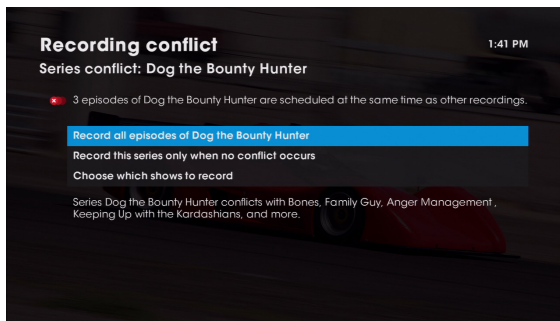 Recording conflict
1:41 PM
Series conflict: Dog the Bounty Hunter
3 episodes of Dog the Bounty Hunter are scheduled at the same time as other recordings.
Record all episodes of Dog the Bounty Hunter
Record this series only when no conflict occurs
Choose which shows to record
Series Dog the Bounty Hunter conflicts with Bones, Family Guy, Anger Management ,
Keeping Up with the Kardashians, and more.